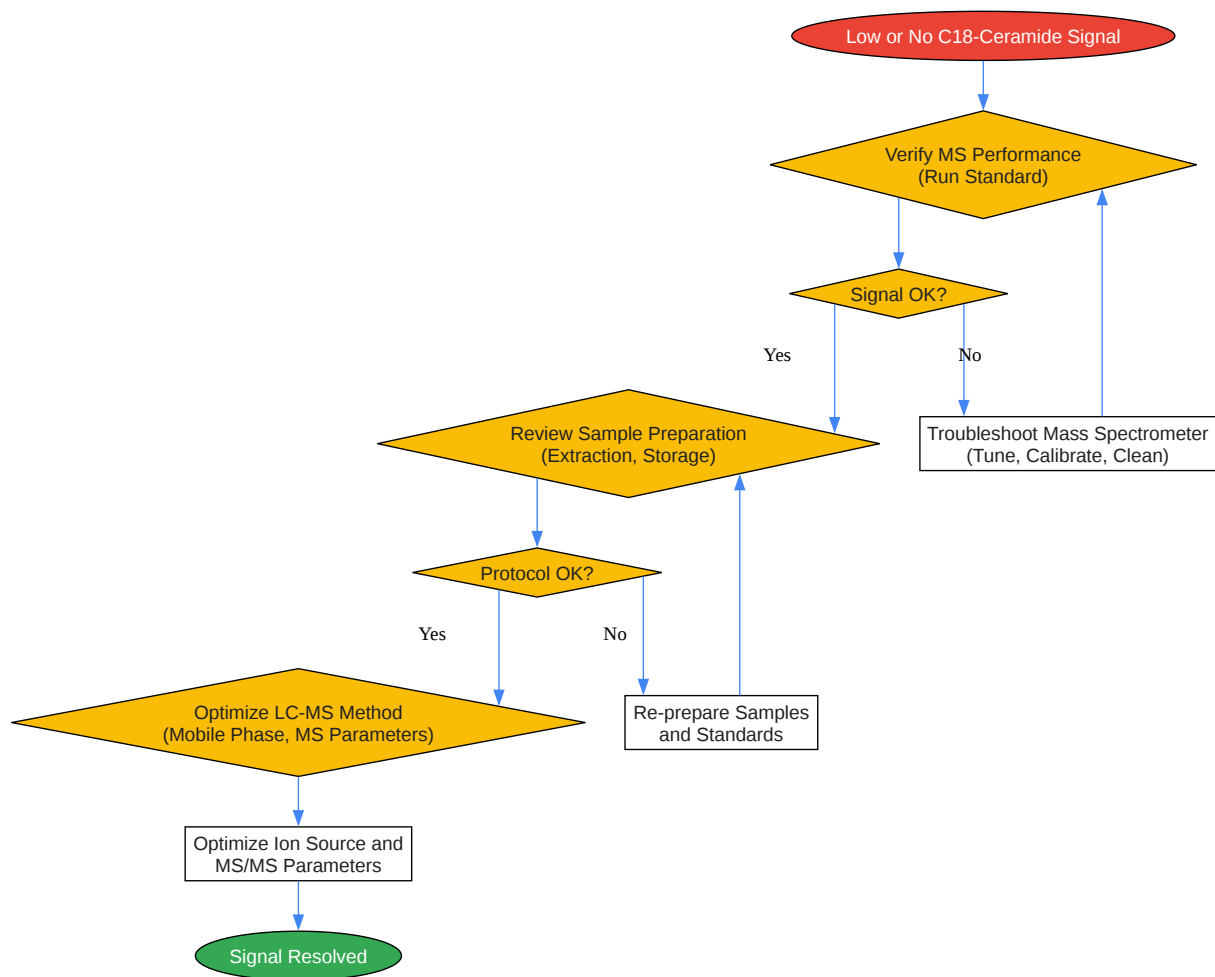 Low or No C18-Ceramide Signal
Verify MS Performance
(Run Standard)
Signal OK?
Yes
No
Review Sample Preparation
(Extraction, Storage)
Troubleshoot Mass Spectrometer
(Tune, Calibrate, Clean)
Protocol OK?
Yes
No
Optimize LC-MS Method
(Mobile Phase, MS Parameters)
Re-prepare Samples
and Standards
Optimize Ion Source and
MS/MS Parameters
Signal Resolved